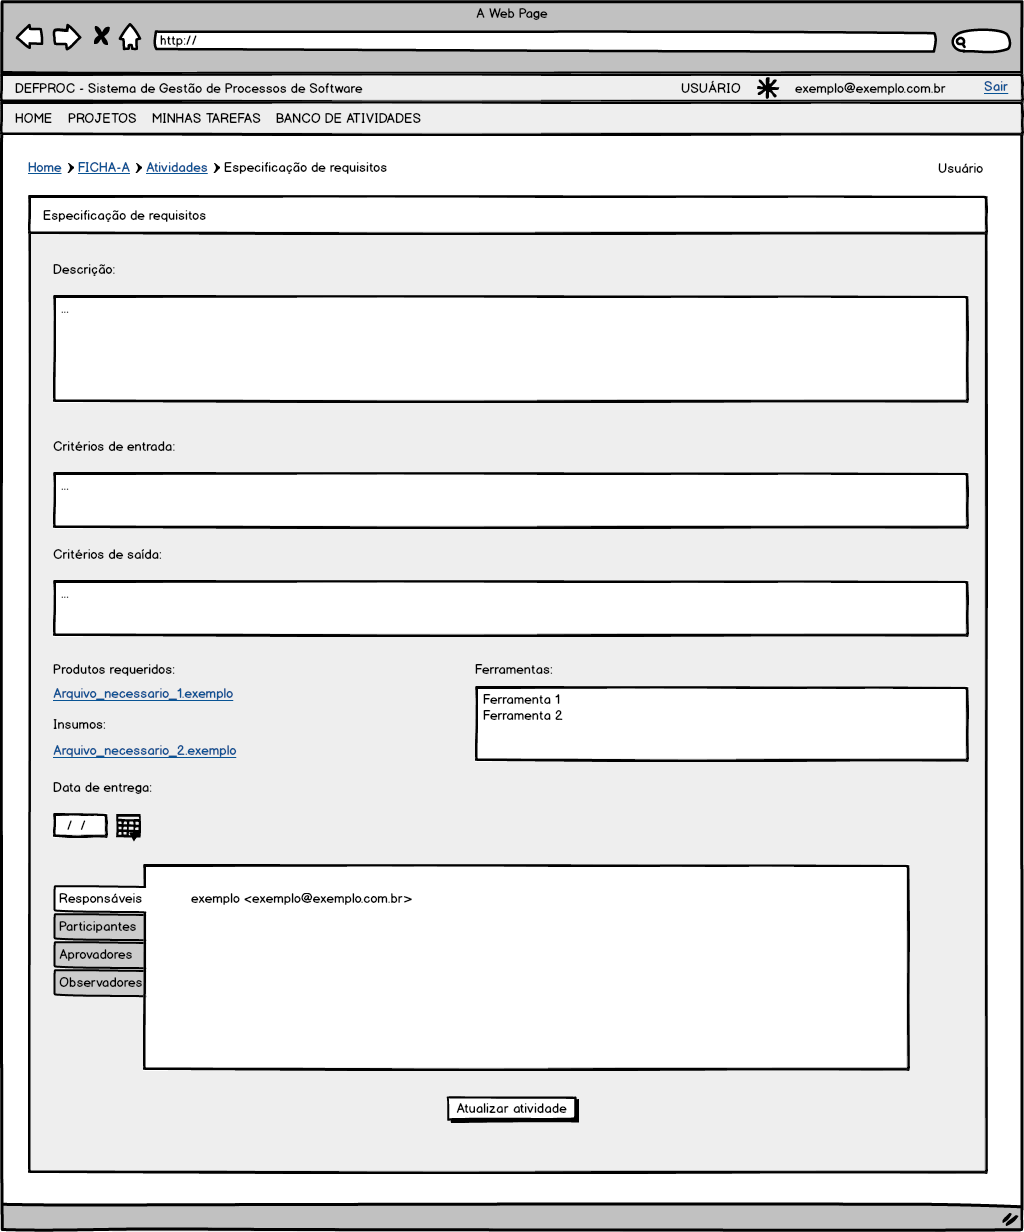 A Web Page
http://
DEFPROC - Sistema de Gestão de Processos de Software USUÁRIO exemplo@exemplo.com.br Sair
HOME PROJETOS MINHAS TAREFAS BANCO DE ATIVIDADES
Home FICHA-A Atividades Especificação de requisitos Usuário
Especificação de requisitos
Descrição:
...
Critérios de entrada:
...
Critérios de saída:
...
Produtos requeridos:
Arquivo_necessario_1.exemplo
Insumos:
Arquivo_necessario_2.exemplo
Ferramentas:
Ferramenta 1
Ferramenta 2
Data de entrega:
/ /
Responsáveis exemplo <exemplo@exemplo.com.br>
Participantes
Aprovadores
Observadores
Atualizar atividade